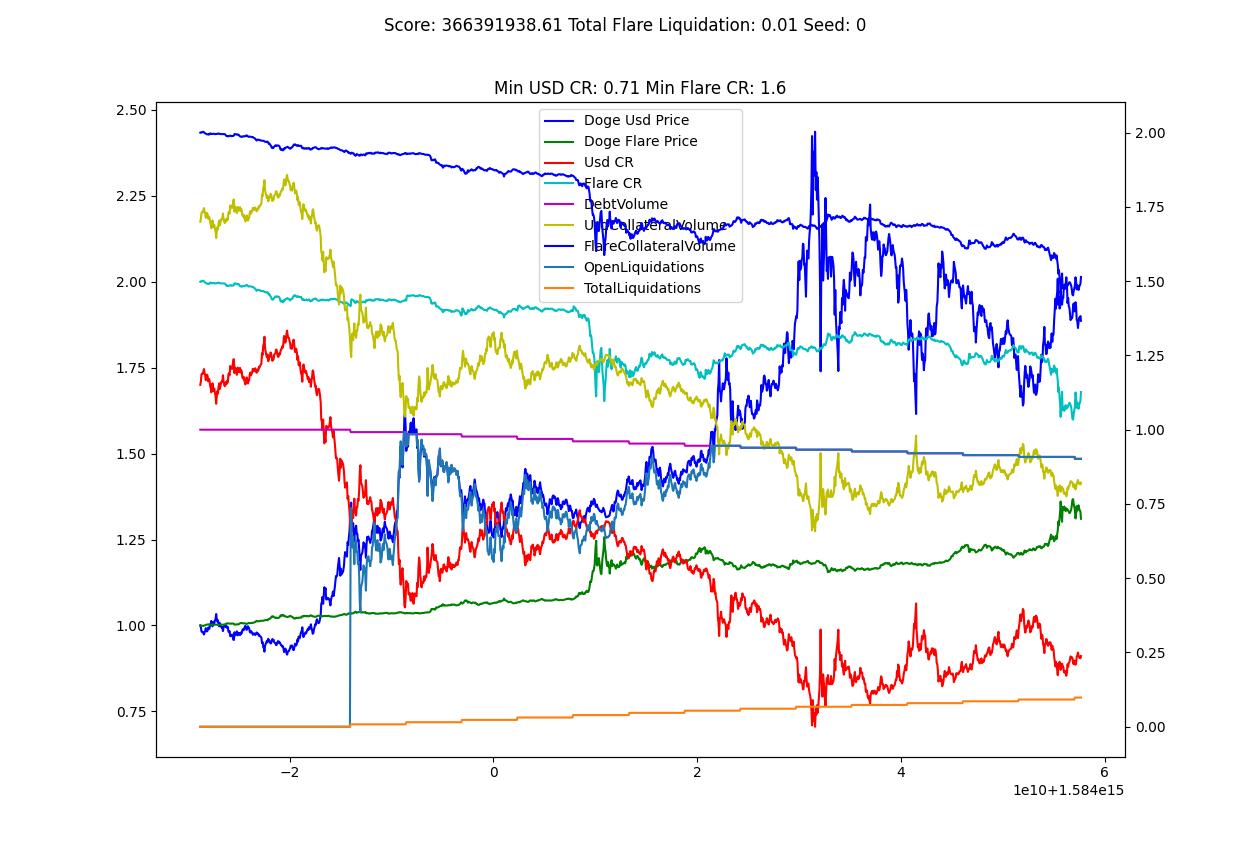 Score: 366391938.61 Total Flare Liquidation: 0.01 Seed: 0
Min USD CR: 0.71 Min Flare CR: 1.6
2.50
2.25
2.00
1.75
1.50
1.25
1.00
0.75
Doge Usd Price
Doge Flare Price
Usd CR
Flare CR
DebtVolume
UsdCollateralVolume
FlareCollateralVolume
OpenLiquidations
TotalLiquidations
2.00
1.75
1.50
1.25
1.00
0.75
0.50
0.25
0.00
−2
0
2
4
6
1e10+1.584e15